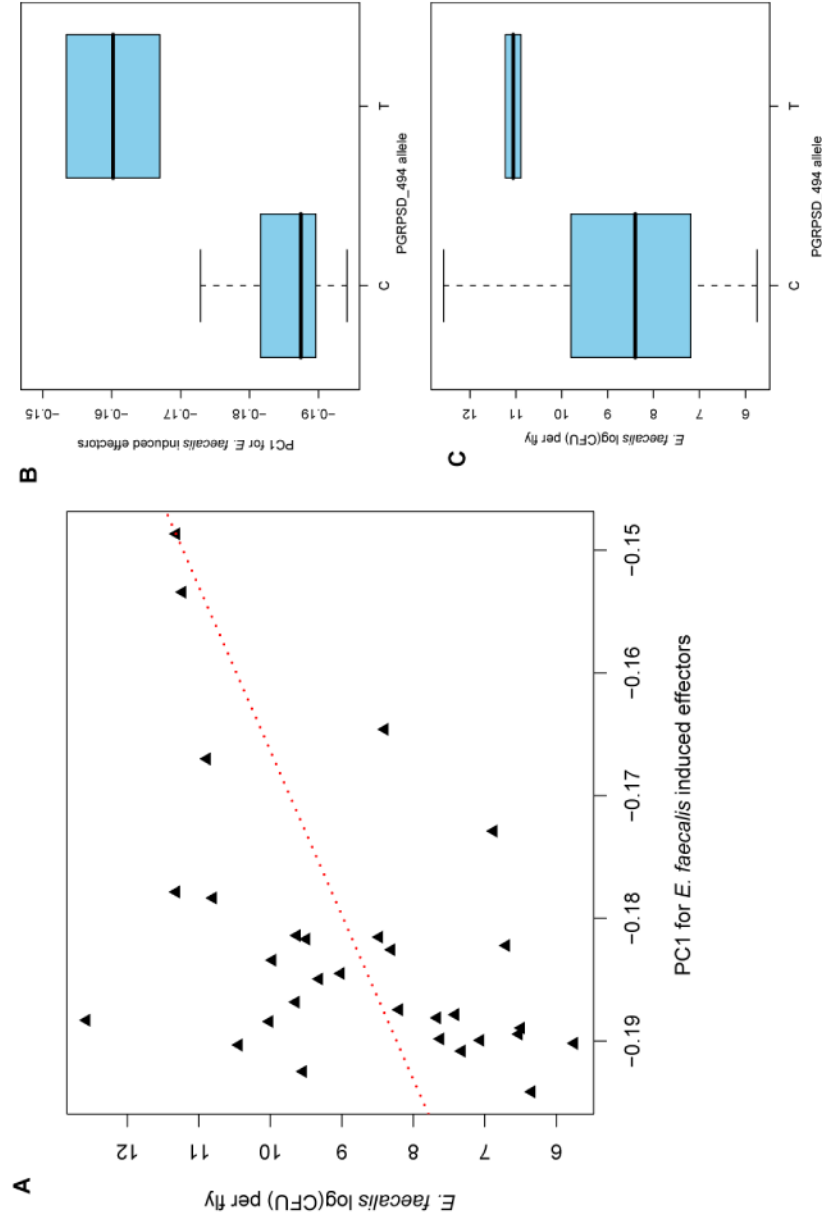 A
E. faecalis log(CFU) per fly
12
11
10
9
8
7
6
−0.19
−0.18
−0.17
−0.16
−0.15
PC1 for E. faecalis induced effectors
B
PC1 for E. faecalis induced effectors
−0.15
−0.16
−0.17
−0.18
−0.19
C
T
PGRPSD_494 allele
C
E. faecalis log(CFU) per fly
12
11
10
9
8
7
6
C
T
PGRPSD 494 allele